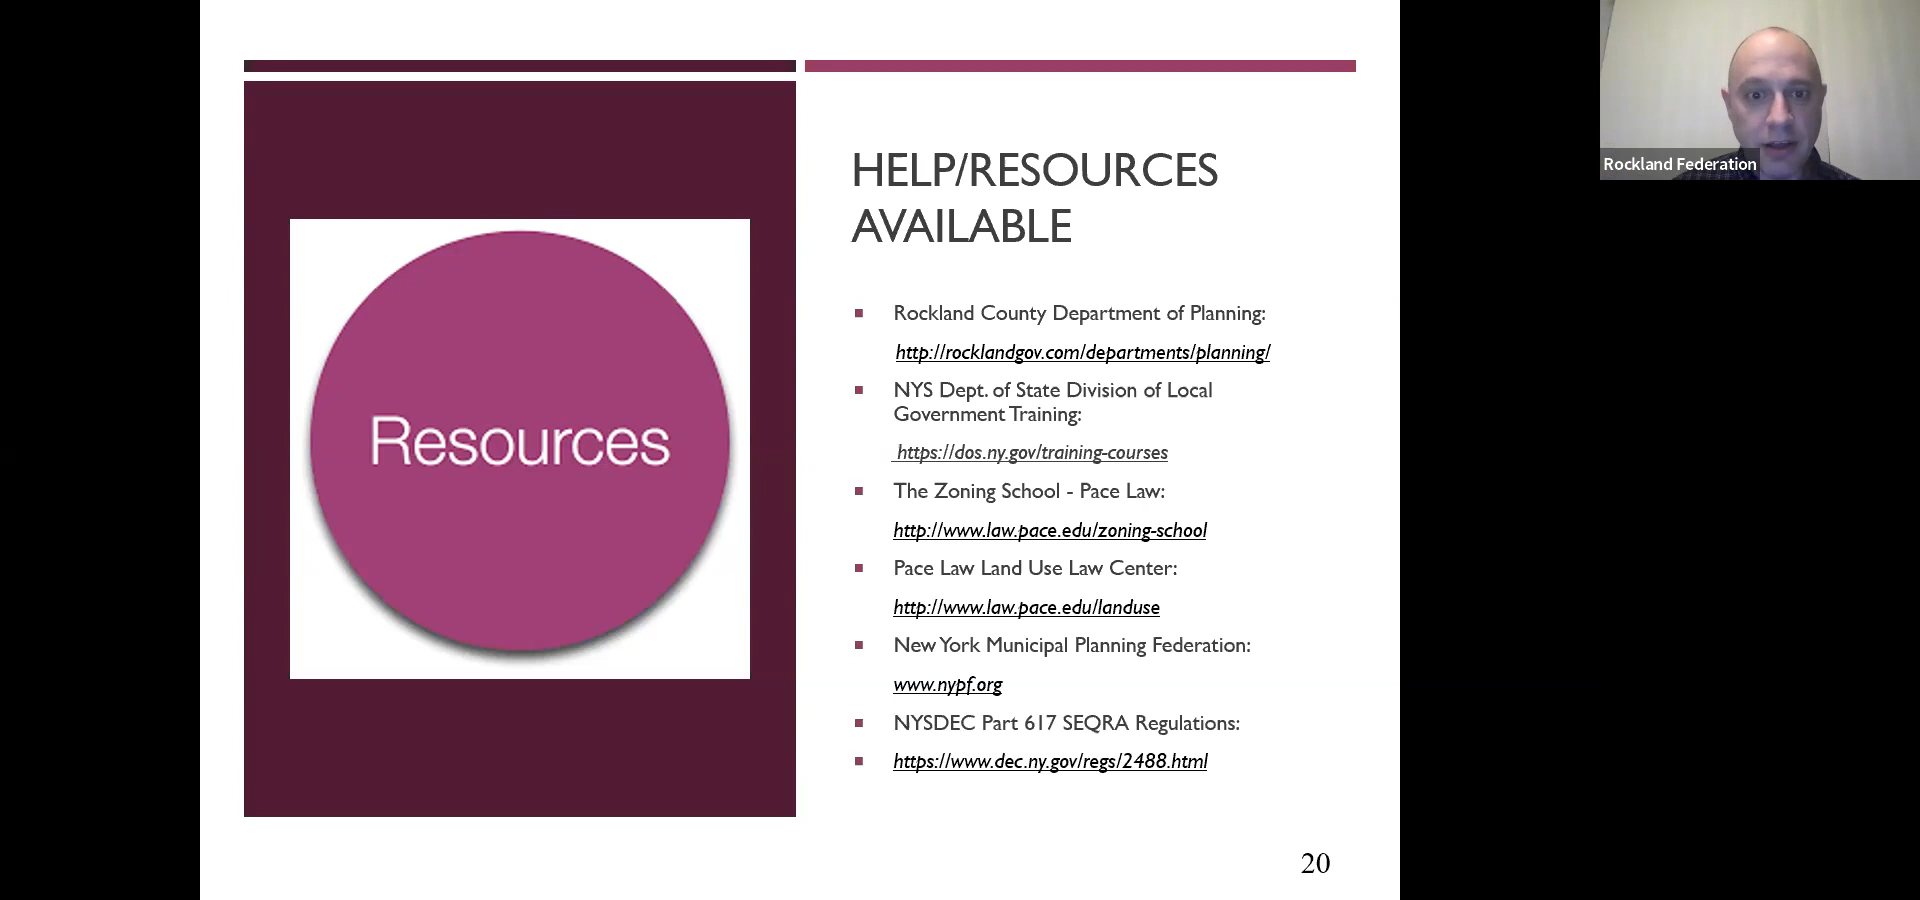 Resources
HELP/RESOURCES
AVAILABLE
Rockland County Department of Planning:
http://rocklandgov.com/departments/planning/
NYS Dept. of State Division of Local
Government Training:
https://dos.ny.gov/training-courses
The Zoning School - Pace Law:
http://www.law.pace.edu/zoning-school
Pace Law Land Use Law Center:
http://www.law.pace.edu/landuse
New York Municipal Planning Federation:
www.nypf.org
NYSDEC Part 617 SEQRA Regulations:
https://www.dec.ny.gov/regs/2488.html
20
Rockland Federation